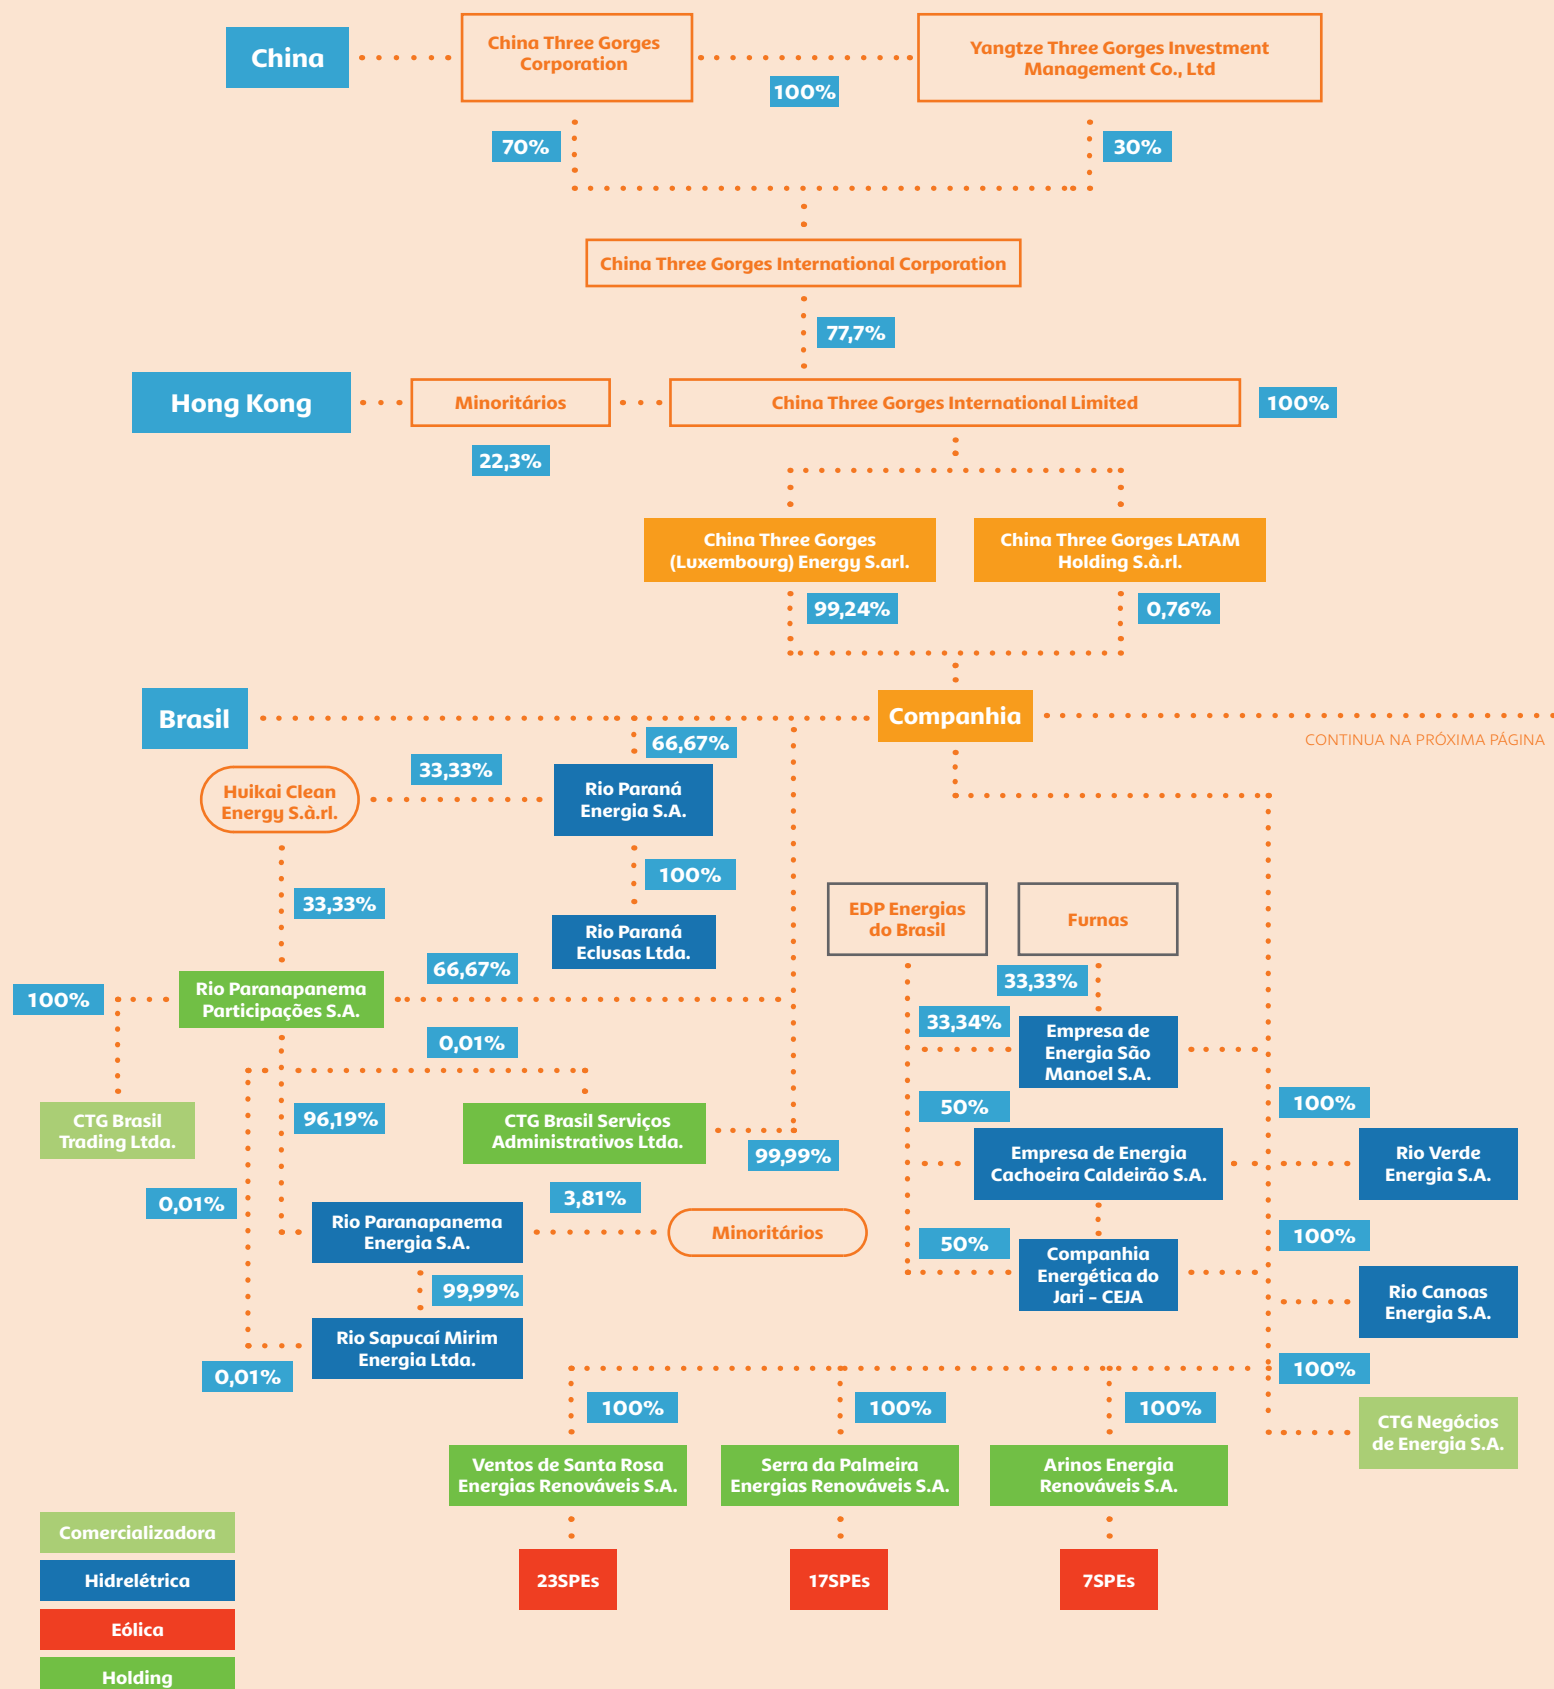 China
China Three Gorges
Corporation
Yangtze Three Gorges Investment
Management Co., Ltd
100%
70%
30%
China Three Gorges International Corporation
77,7%
Hong Kong
Minoritários
China Three Gorges International Limited
100%
22,3%
China Three Gorges
(Luxembourg) Energy S.arl.
China Three Gorges LATAM
Holding S.à.rl.
99,24%
0,76%
Brasil
Companhia
CONTINUA NA PRÓXIMA PÁGINA
66,67%
33,33%
Huikai Clean
Energy S.à.rl.
Rio Paraná
Energia S.A.
100%
33,33%
Rio Paraná
Eclusas Ltda.
EDP Energias
do Brasil
Furnas
66,67%
33,33%
100%
Rio Paranapanema
Participações S.A.
0,01%
33,34%
Empresa de
Energia São
Manoel S.A.
CTG Brasil
Trading Ltda.
96,19%
CTG Brasil Serviços
Administrativos Ltda.
99,99%
50%
100%
Empresa de Energia
Cachoeira Caldeirão S.A.
Rio Verde
Energia S.A.
0,01%
3,81%
Rio Paranapanema
Energia S.A.
Minoritários
50%
100%
Companhia
Energética do
Jari – CEJA
99,99%
Rio Canoas
Energia S.A.
Rio Sapucaí Mirim
Energia Ltda.
0,01%
100%
100%
100%
100%
CTG Negócios
de Energia S.A.
Ventos de Santa Rosa
Energias Renováveis S.A.
Serra da Palmeira
Energias Renováveis S.A.
Arinos Energia
Renováveis S.A.
23SPEs
17SPEs
7SPEs
Comercializadora
Hidrelétrica
Eólica
Holding